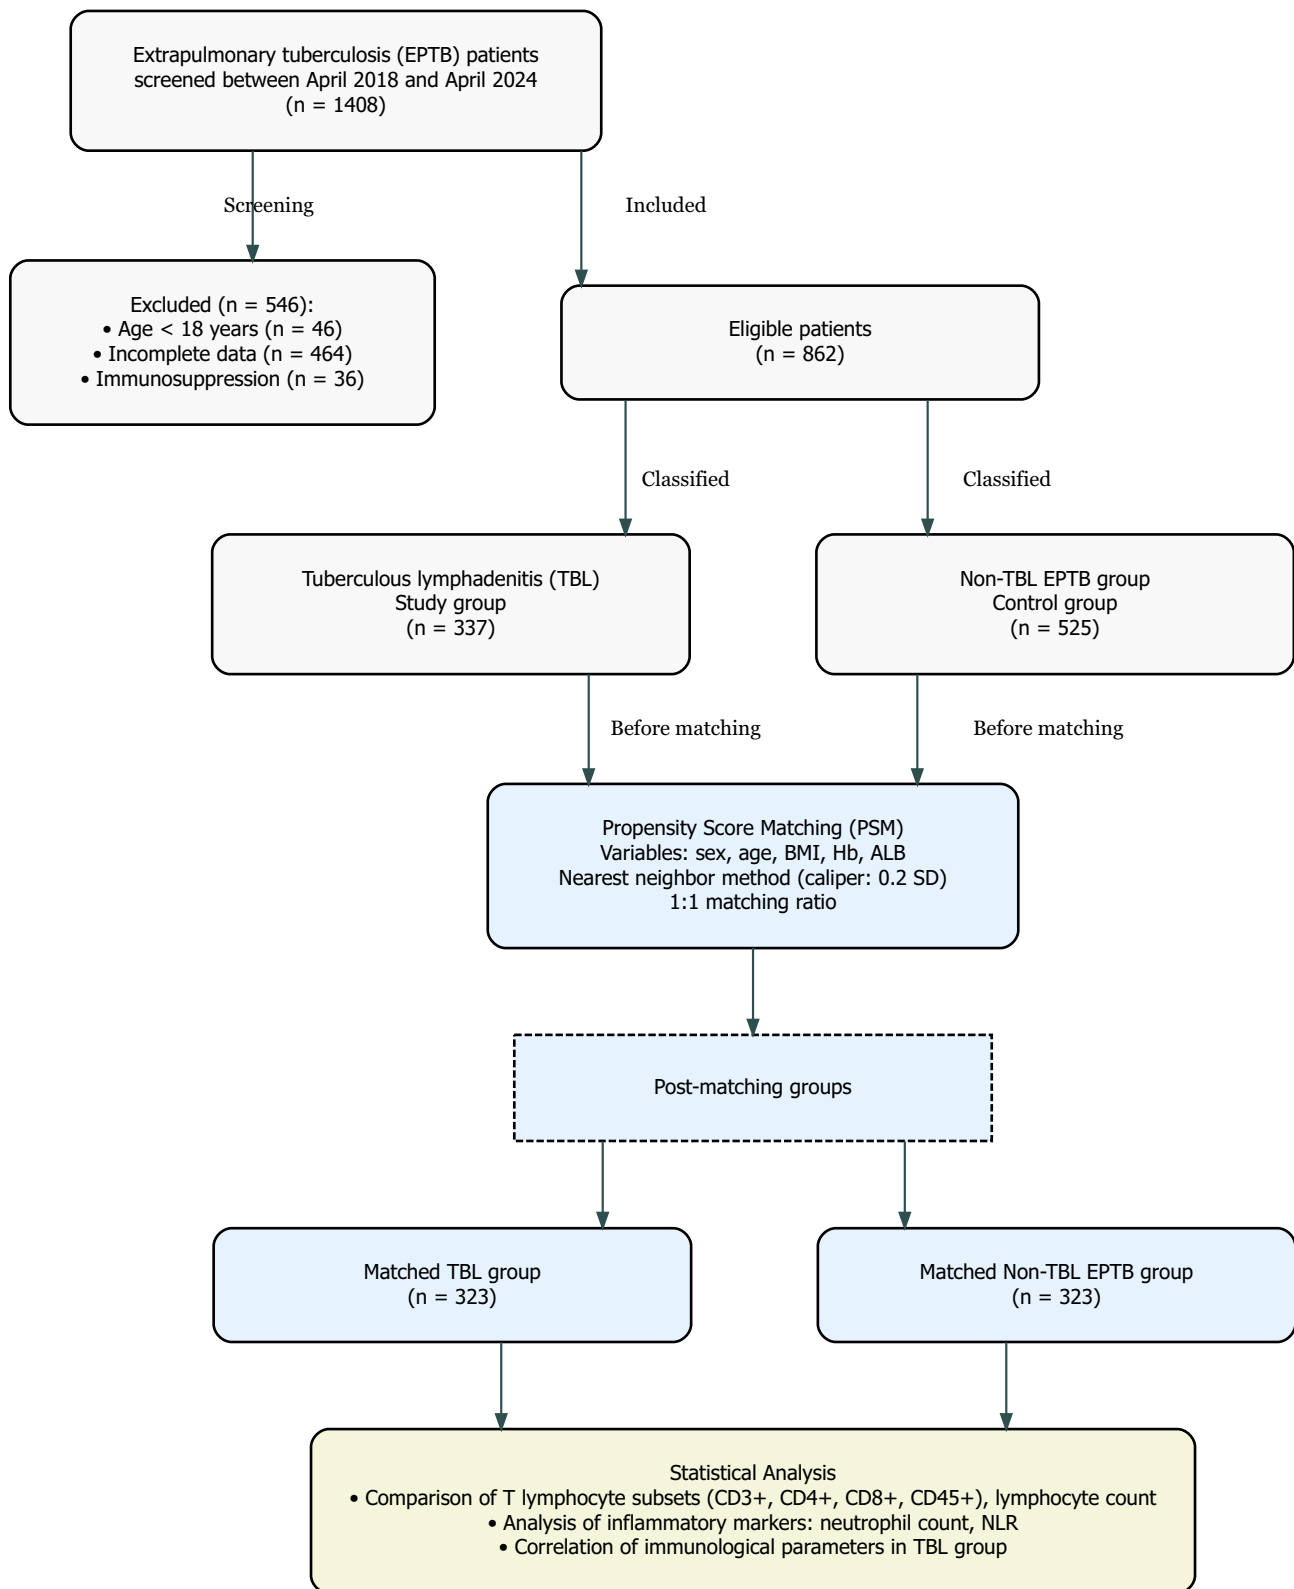 Extrapulmonary tuberculosis (EPTB) patients
screened between April 2018 and April 2024
(n = 1408)
Screening
Included
Excluded (n = 546):
• Age < 18 years (n = 46)
• Incomplete data (n = 464)
• Immunosuppression (n = 36)
Eligible patients
(n = 862)
Classified
Classified
Tuberculous lymphadenitis (TBL)
Study group
(n = 337)
Non-TBL EPTB group
Control group
(n = 525)
Before matching
Before matching
Propensity Score Matching (PSM)
Variables: sex, age, BMI, Hb, ALB
Nearest neighbor method (caliper: 0.2 SD)
1:1 matching ratio
Post-matching groups
Matched TBL group
(n = 323)
Matched Non-TBL EPTB group
(n = 323)
Statistical Analysis
• Comparison of T lymphocyte subsets (CD3+, CD4+, CD8+, CD45+), lymphocyte count
• Analysis of inflammatory markers: neutrophil count, NLR
• Correlation of immunological parameters in TBL group